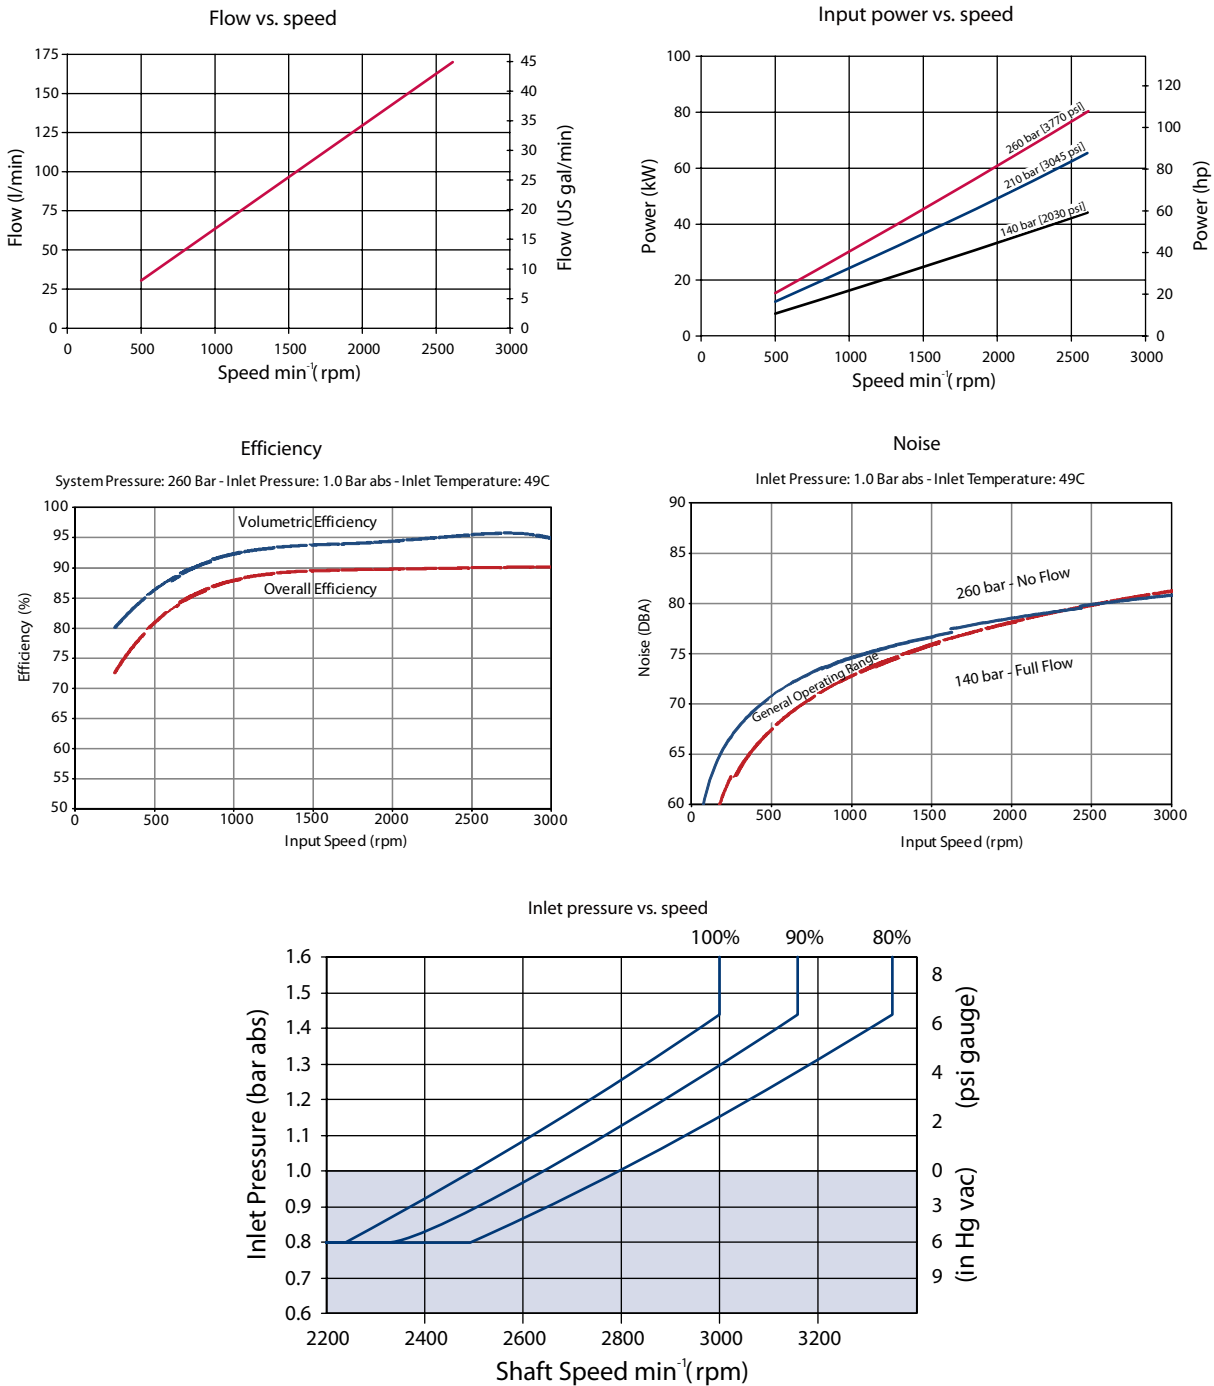 Flow vs. speed
175
150
125
100
75
50
25
0
Flow (l/min)
45
40
35
30
25
20
15
10
5
0
Flow (US gal/min)
0 500 1000 1500 2000 2500 3000
Speed min⁻¹(rpm)
Input power vs. speed
100
80
60
40
20
0
Power (kW)
260 bar [3770 psi]
210 bar [3045 psi]
140 bar [2030 psi]
120
100
80
60
40
20
0
Power (hp)
0 500 1000 1500 2000 2500 3000
Speed min⁻¹(rpm)
Efficiency
System Pressure: 260 Bar - Inlet Pressure: 1.0 Bar abs - Inlet Temperature: 49C
100
95
90
85
80
75
70
65
60
55
50
Efficiency (%)
Volumetric Efficiency
Overall Efficiency
0 500 1000 1500 2000 2500 3000
Input Speed (rpm)
Noise
Inlet Pressure: 1.0 Bar abs - Inlet Temperature: 49C
90
85
80
75
70
65
60
Noise (DBA)
260 bar - No Flow
General Operating Range
140 bar - Full Flow
0 500 1000 1500 2000 2500 3000
Input Speed (rpm)
Inlet pressure vs. speed
100% 90% 80%
1.6
1.5
1.4
1.3
1.2
1.1
1.0
0.9
0.8
0.7
0.6
Inlet Pressure (bar abs)
8
6
4
2
0
3
6
9
(psi gauge)
(in Hg vac)
2200 2400 2600 2800 3000 3200
Shaft Speed min⁻¹(rpm)